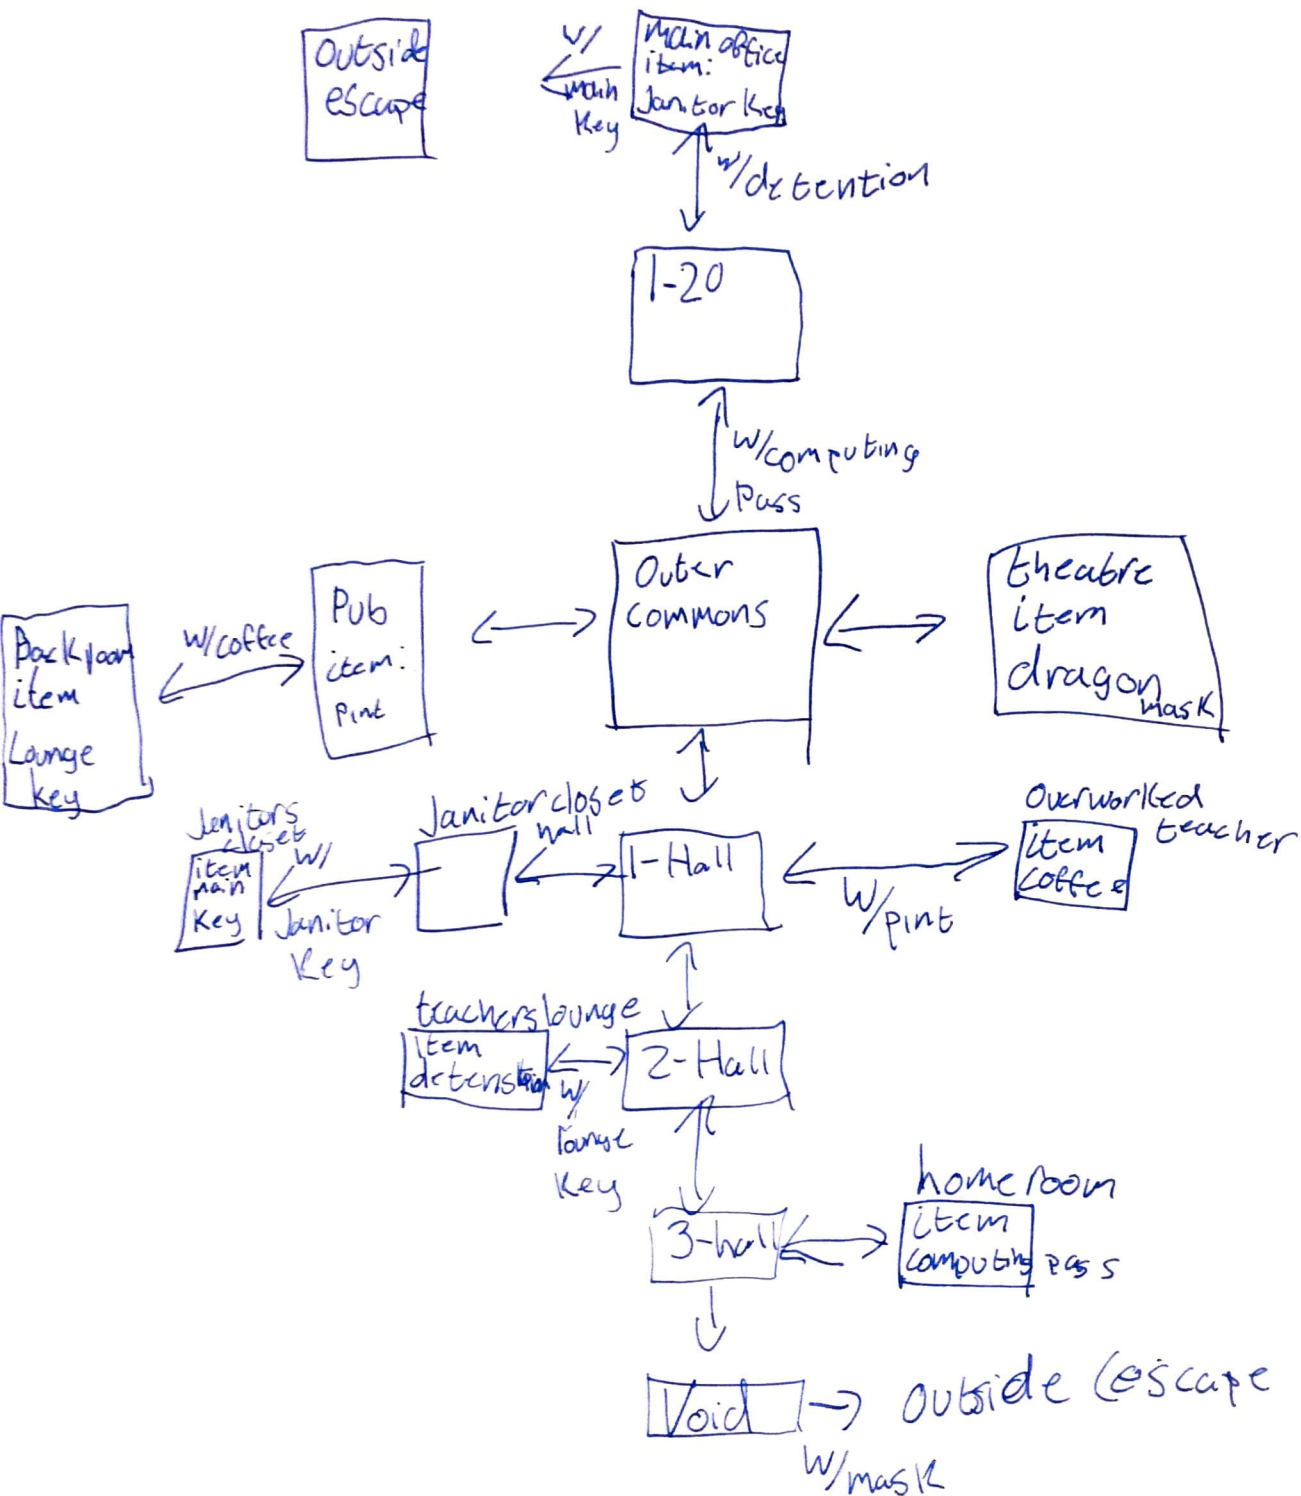 Outside
escape
w/
main
key
main office
item:
Janitor Key
w/detention
1-20
w/computing
Pass
Outer
commons
theatre
item
dragon
mask
Pub
item:
pint
w/coffee
Backroom
item
Lounge
key
Janitors
closet
item
main
key
w/
Janitor
key
Janitor closet
hall
1-Hall
w/pint
Overworked
teacher
item
coffee
teachers lounge
item
detenstion
w/
lounge
key
2-Hall
3-hall
homeroom
item
computing pass
Void
outside (escape
w/mask